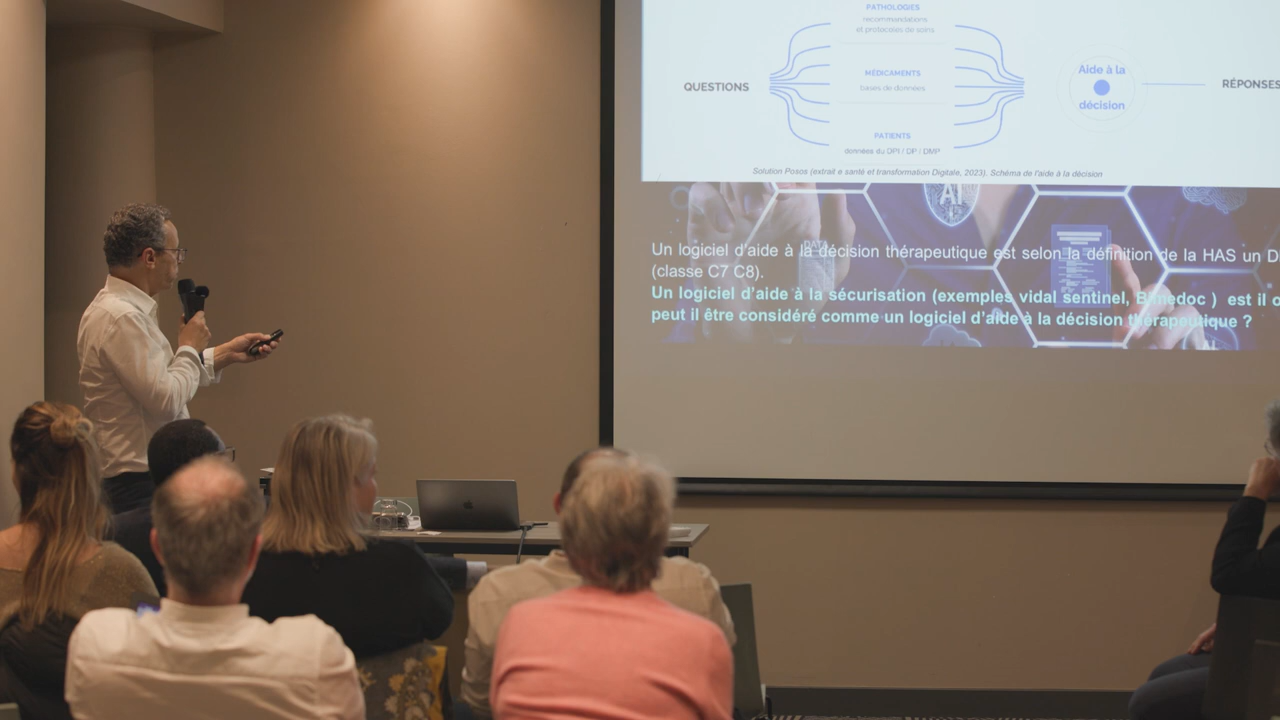 PATHOLOGIES
recommandations
et protocoles de soins
QUESTIONS
MÉDICAMENTS
bases de données
Aide à la
décision
RÉPONSES
PATIENTS
données du DPI / DP / DMP
Solution Posos (extrait e santé et transformation Digitale, 2023). Schéma de l'aide à la décision
AI
DATA
Un logiciel d'aide à la décision thérapeutique est selon la définition de la HAS un
(classe C7 C8).
Un logiciel d'aide à la sécurisation (exemples vidal sentinel, ) est il
peut il être considéré comme un logiciel d'aide à la décision thérapeutique ?